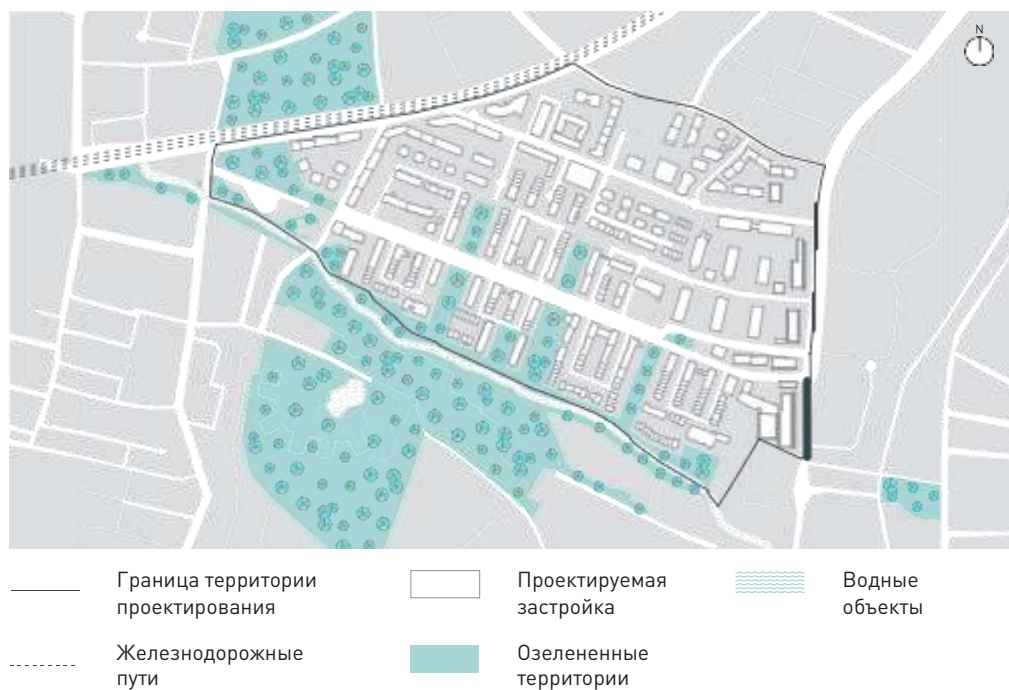 N
Граница территории
проектирования
Железнодорожные
пути
Проектируемая
застройка
Озелененные
территории
Водные
объекты